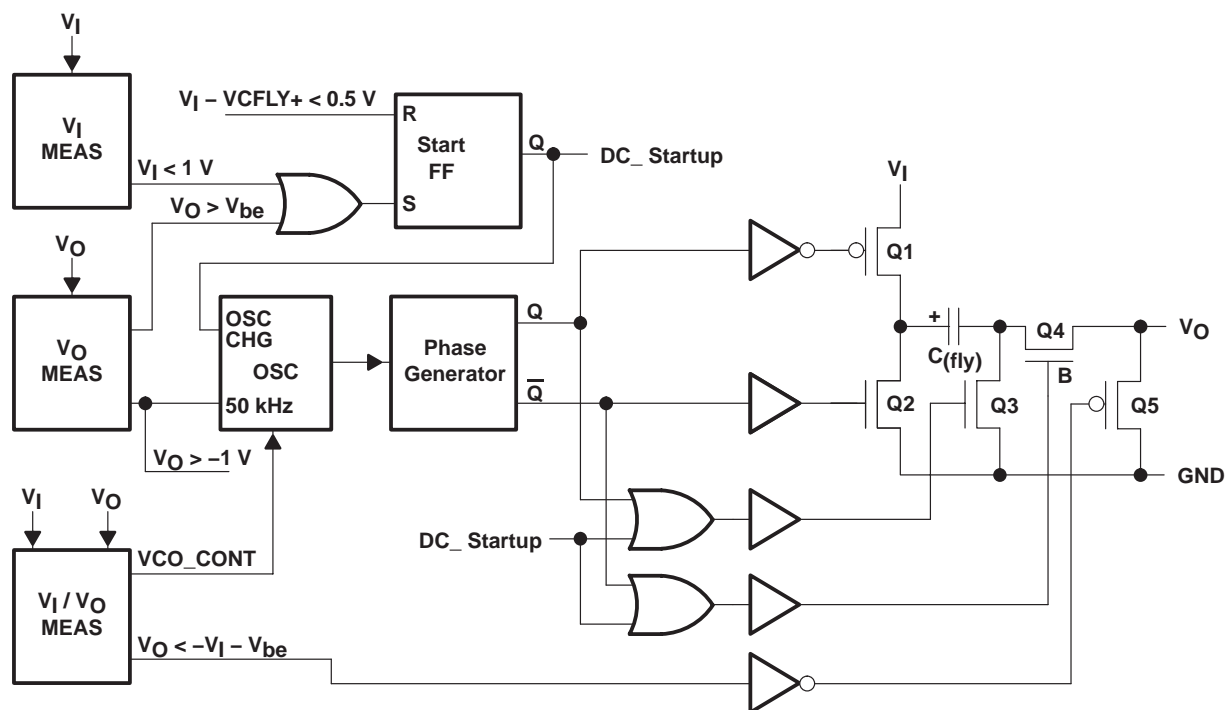 VI
VI
MEAS
VI – VCFLY+ < 0.5 V
R
Start
FF
Q
S
DC_ Startup
VI < 1 V
VO > Vbe
VO
VO
MEAS
OSC
CHG
OSC
50 kHz
VO > –1 V
Phase
Generator
Q
Q̅
VI
Q1
+
C(fly)
Q4
B
VO
Q2
Q3
Q5
GND
VI
VO
VI / VO
MEAS
VCO_CONT
VO < –VI – Vbe
DC_ Startup